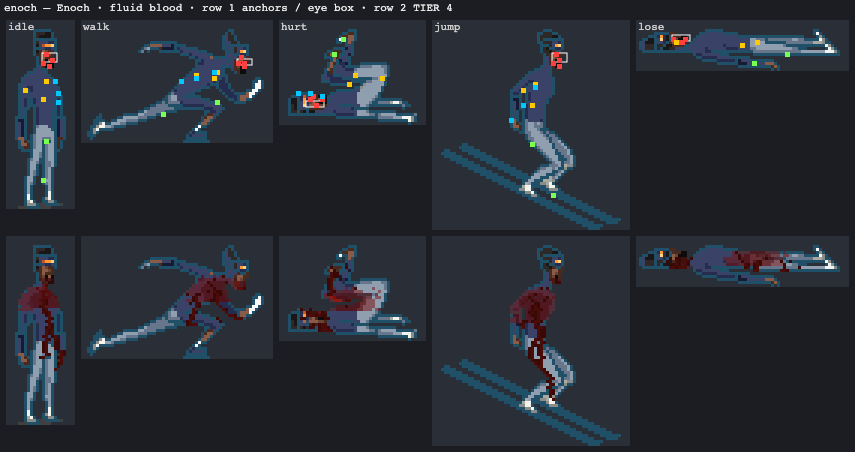 enoch — Enoch · fluid blood · row 1 anchors / eye box · row 2 TIER 4
idle
walk
hurt
jump
lose